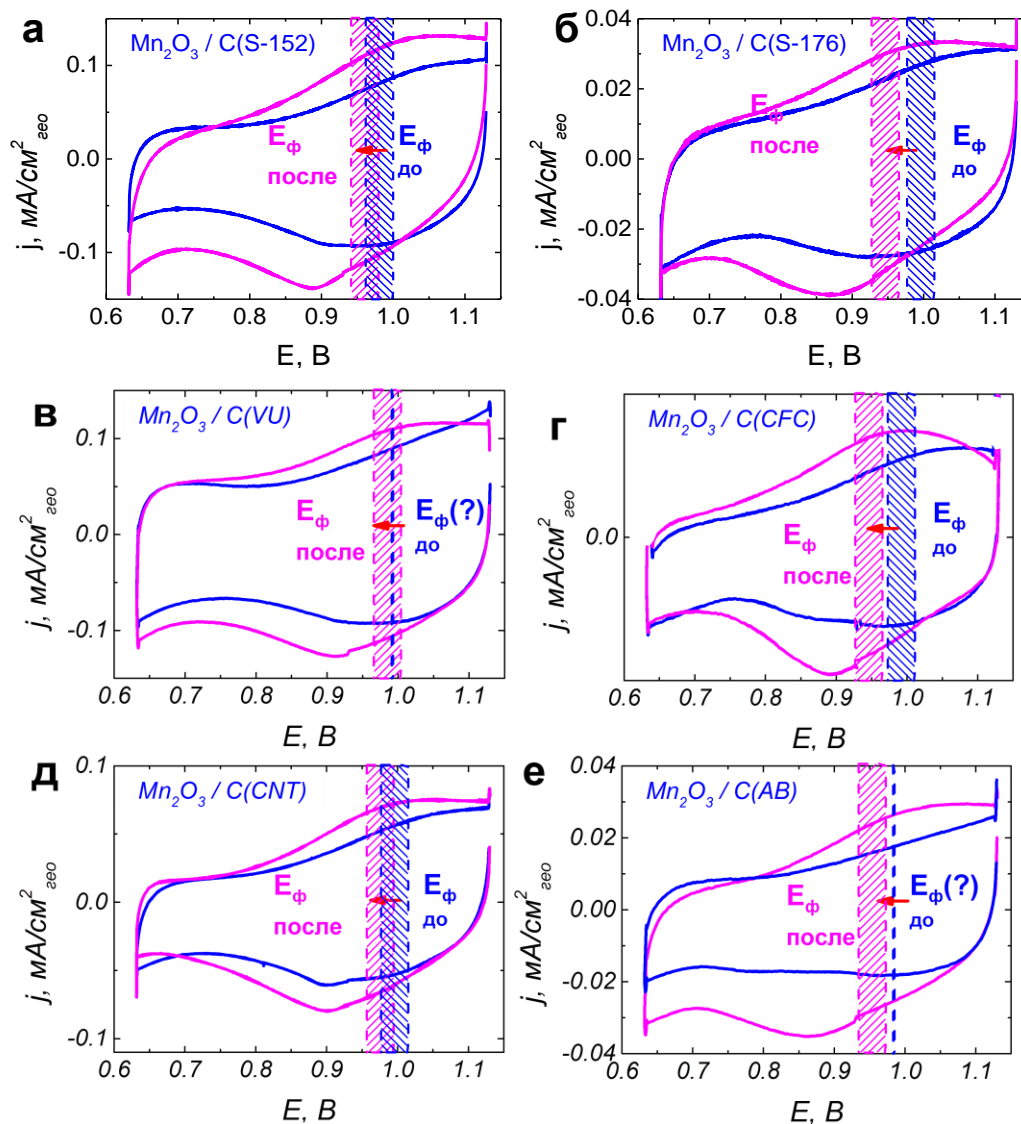 а
Mn2O3 / C(S-152)
0.1
0.0
-0.1
j, мА/см2гео
Eф
после
Eф
до
0.6 0.7 0.8 0.9 1.0 1.1
E, В
б
Mn2O3 / C(S-176)
0.04
0.02
0.00
-0.02
-0.04
j, мА/см2гео
Eф
после
Eф
до
0.6 0.7 0.8 0.9 1.0 1.1
E, В
в
Mn2O3 / C(VU)
0.1
0.0
-0.1
j, мА/см2гео
Eф
после
Eф(?)
до
0.6 0.7 0.8 0.9 1.0 1.1
E, В
г
Mn2O3 / C(CFC)
0.0
j, мА/см2гео
Eф
после
Eф
до
0.6 0.7 0.8 0.9 1.0 1.1
E, В
д
Mn2O3 / C(CNT)
0.1
0.0
-0.1
j, мА/см2гео
Eф
после
Eф
до
0.6 0.7 0.8 0.9 1.0 1.1
E, В
е
Mn2O3 / C(AB)
0.04
0.02
0.00
-0.02
-0.04
j, мА/см2гео
Eф
после
Eф(?)
до
0.6 0.7 0.8 0.9 1.0 1.1
E, В